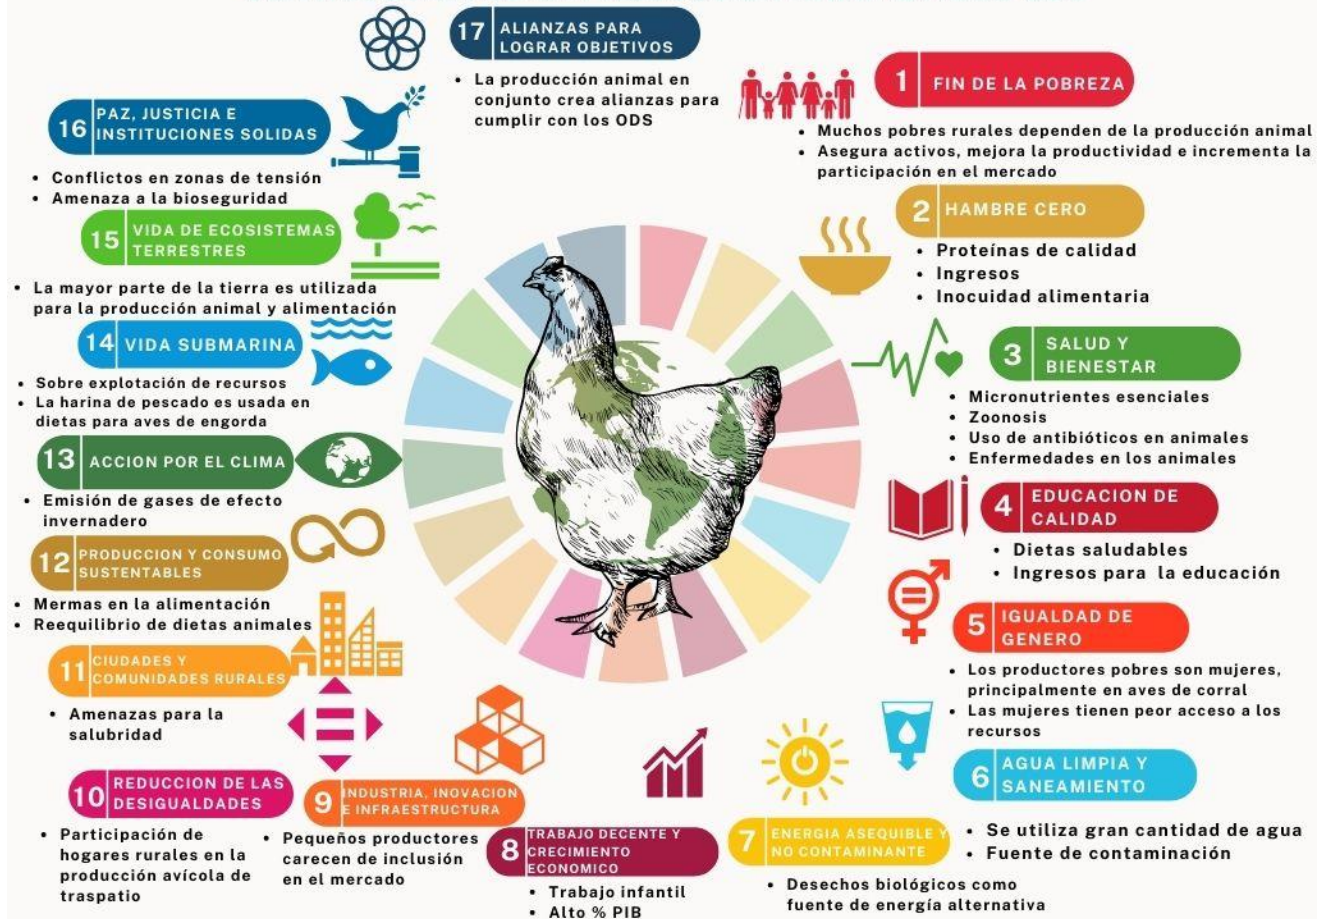 17 ALIANZAS PARA
LOGRAR OBJETIVOS
• La producción animal en
conjunto crea alianzas para
cumplir con los ODS
1 FIN DE LA POBREZA
• Muchos pobres rurales dependen de la producción animal
• Asegura activos, mejora la productividad e incrementa la
participación en el mercado
2 HAMBRE CERO
• Proteínas de calidad
• Ingresos
• Inocuidad alimentaria
3 SALUD Y
BIENESTAR
• Micronutrientes esenciales
• Zoonosis
• Uso de antibióticos en animales
• Enfermedades en los animales
4 EDUCACION DE
CALIDAD
• Dietas saludables
• Ingresos para la educación
5 IGUALDAD DE
GENERO
• Los productores pobres son mujeres,
principalmente en aves de corral
• Las mujeres tienen peor acceso a los
recursos
6 AGUA LIMPIA Y
SANEAMIENTO
• Se utiliza gran cantidad de agua
• Fuente de contaminación
7 ENERGIA ASEQUIBLE Y
NO CONTAMINANTE
• Desechos biológicos como
fuente de energía alternativa
8 TRABAJO DECENTE Y
CRECIMIENTO
ECONOMICO
• Trabajo infantil
• Alto % PIB
9 INDUSTRIA, INOVACION
E INFRAESTRUCTURA
• Pequeños productores
carecen de inclusión
en el mercado
10 REDUCCION DE LAS
DESIGUALDADES
• Participación de
hogares rurales en la
producción avícola de
traspatio
11 CIUDADES Y
COMUNIDADES RURALES
• Amenazas para la
salubridad
12 PRODUCCION Y CONSUMO
SUSTENTABLES
• Mermas en la alimentación
• Reequilibrio de dietas animales
13 ACCION POR EL CLIMA
• Emisión de gases de efecto
invernadero
14 VIDA SUBMARINA
• Sobre explotación de recursos
• La harina de pescado es usada en
dietas para aves de engorda
15 VIDA DE ECOSISTEMAS
TERRESTRES
• La mayor parte de la tierra es utilizada
para la producción animal y alimentación
16 PAZ, JUSTICIA E
INSTITUCIONES SOLIDAS
• Conflictos en zonas de tensión
• Amenaza a la bioseguridad